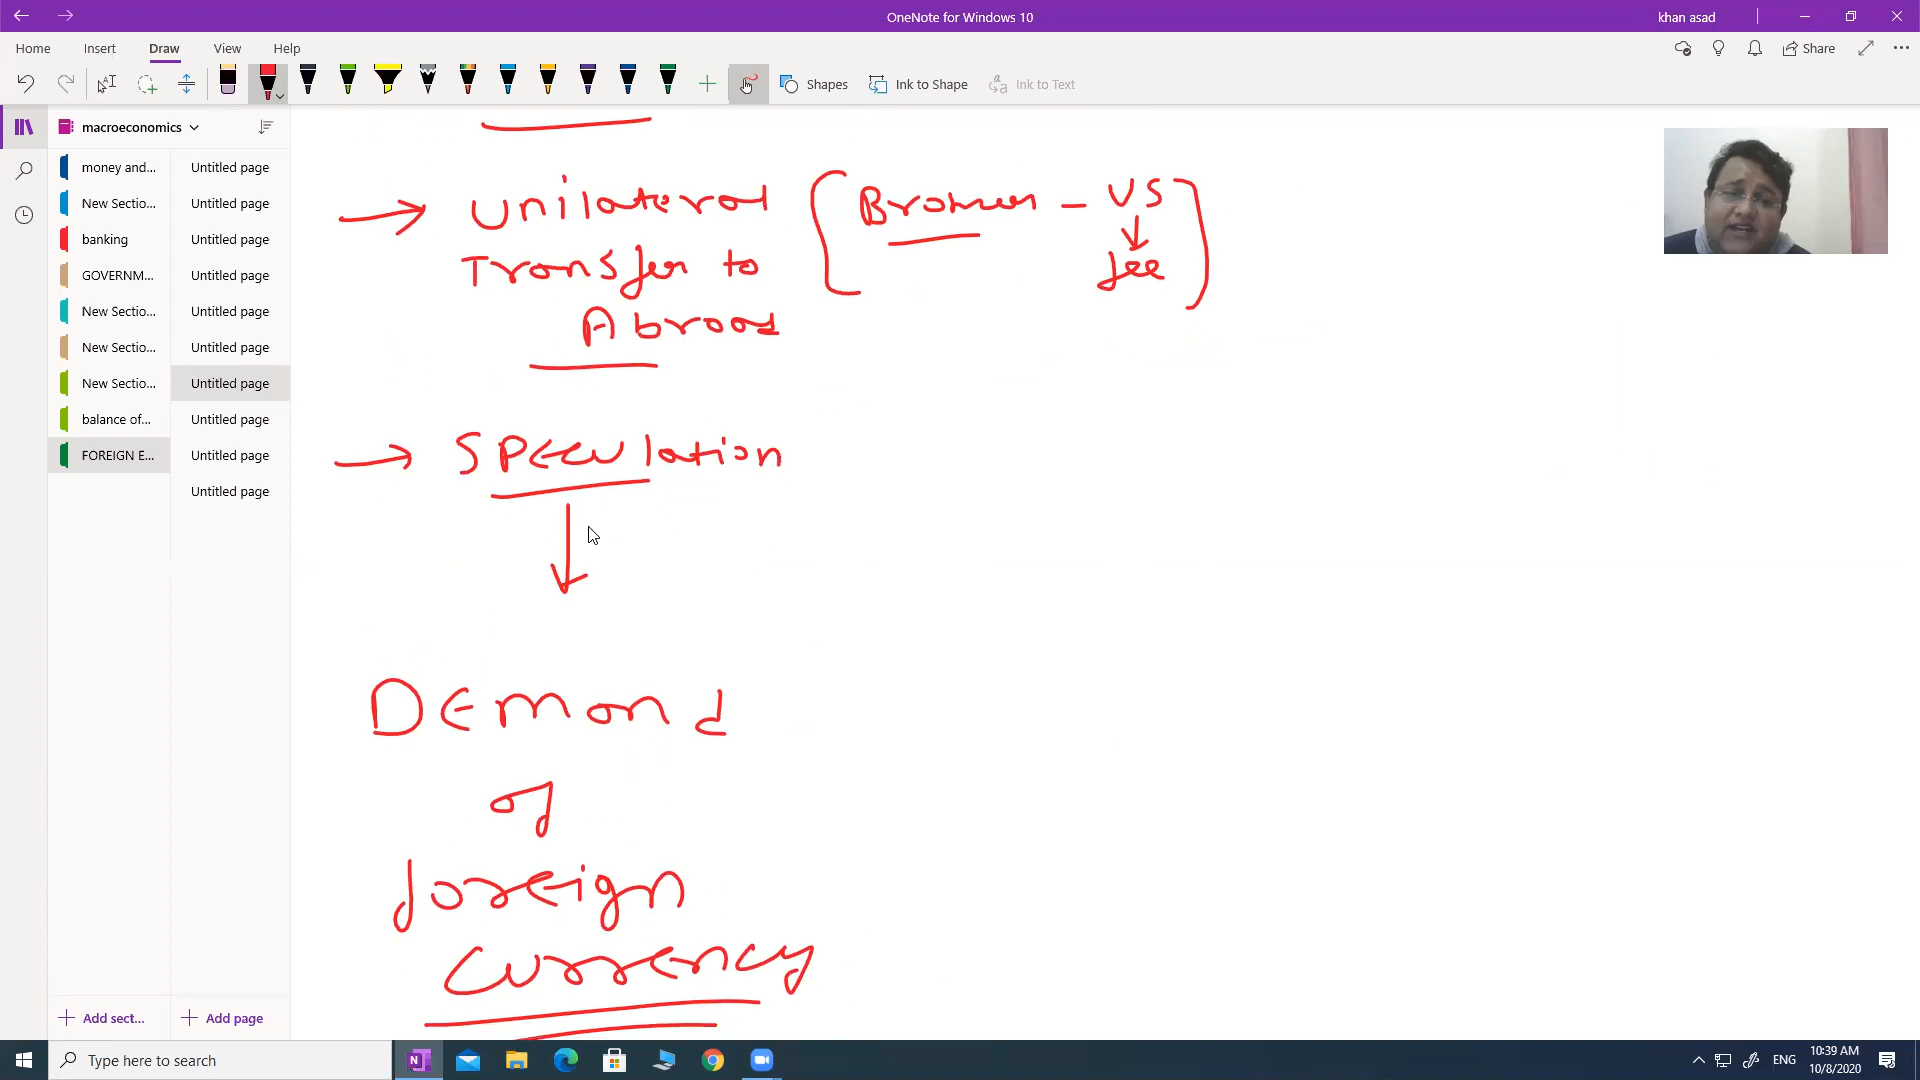 OneNote for Windows 10
khan asad
Home Insert Draw View Help
Share
Shapes
Ink to Shape
Ink to Text
macroeconomics
money and...
New Sectio...
banking
GOVERNM...
New Sectio...
New Sectio...
New Sectio...
balance of...
FOREIGN E...
Untitled page
Untitled page
Untitled page
Untitled page
Untitled page
Untitled page
Untitled page
Untitled page
Untitled page
Untitled page
Unilateral
Transfer to
Abroad
US
fee
SPECulation
DEmand
of
foreign
currency
Add sect...
Add page
Type here to search
ENG
10:39 AM
10/8/2020